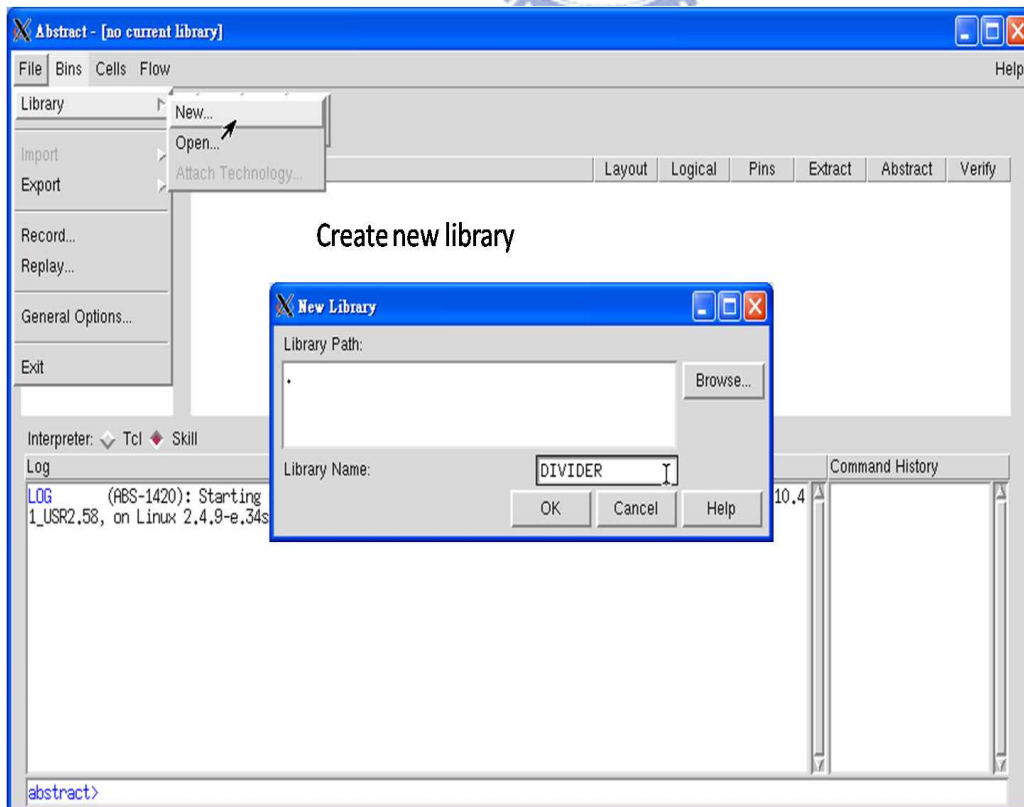 Abstract - [no current library]
File Bins Cells Flow Help
Library
New...
Open...
Attach Technology...
Import
Export
Record...
Replay...
General Options...
Exit
Layout Logical Pins Extract Abstract Verify
Create new library
New Library
Library Path:
.
Browse...
Library Name:
DIVIDER
OK Cancel Help
Interpreter: Tcl Skill
Log Command History
LOG (ABS-1420): Starting 10.4
1_USR2.58, on Linux 2.4.9-e.34s
abstract>